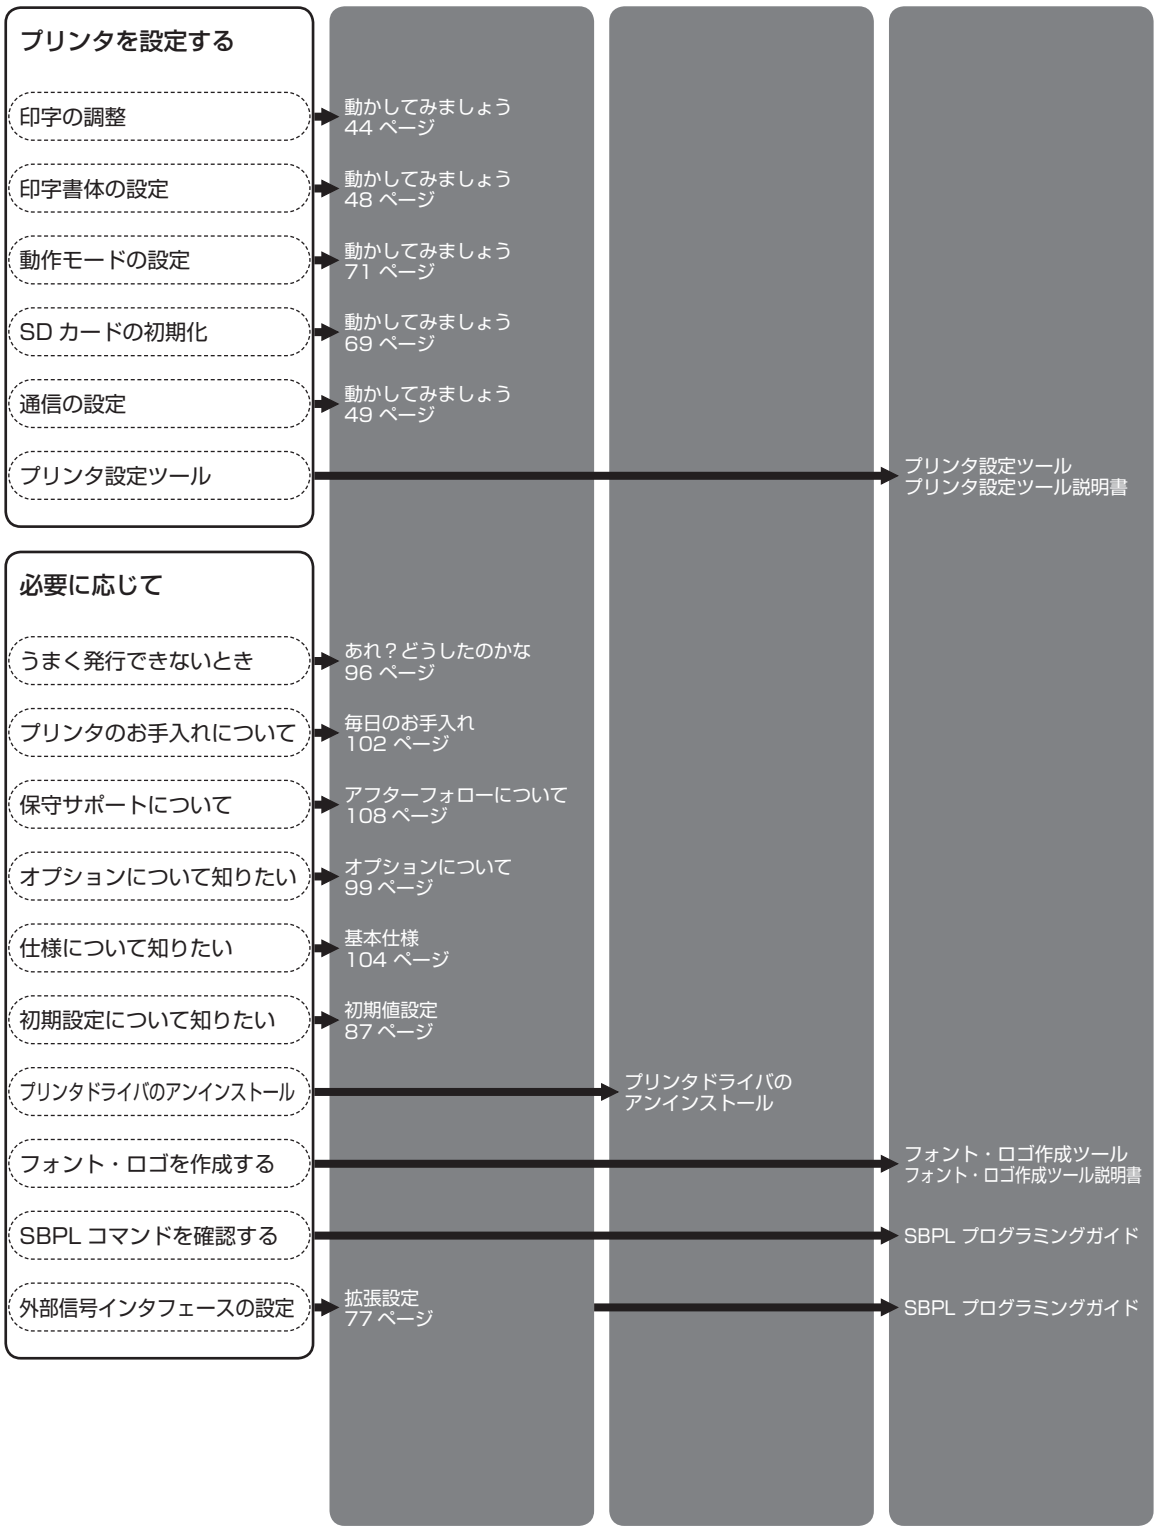 プリンタを設定する
印字の調整
動かしてみましょう
44 ページ
印字書体の設定
動かしてみましょう
48 ページ
動作モードの設定
動かしてみましょう
71 ページ
SD カードの初期化
動かしてみましょう
69 ページ
通信の設定
動かしてみましょう
49 ページ
プリンタ設定ツール
プリンタ設定ツール
プリンタ設定ツール説明書
必要に応じて
うまく発行できないとき
あれ？どうしたのかな
96 ページ
プリンタのお手入れについて
毎日のお手入れ
102 ページ
保守サポートについて
アフターフォローについて
108 ページ
オプションについて知りたい
オプションについて
99 ページ
仕様について知りたい
基本仕様
104 ページ
初期設定について知りたい
初期値設定
87 ページ
プリンタドライバのアンインストール
プリンタドライバの
アンインストール
フォント・ロゴを作成する
フォント・ロゴ作成ツール
フォント・ロゴ作成ツール説明書
SBPL コマンドを確認する
SBPL プログラミングガイド
外部信号インタフェースの設定
拡張設定
77 ページ
SBPL プログラミングガイド